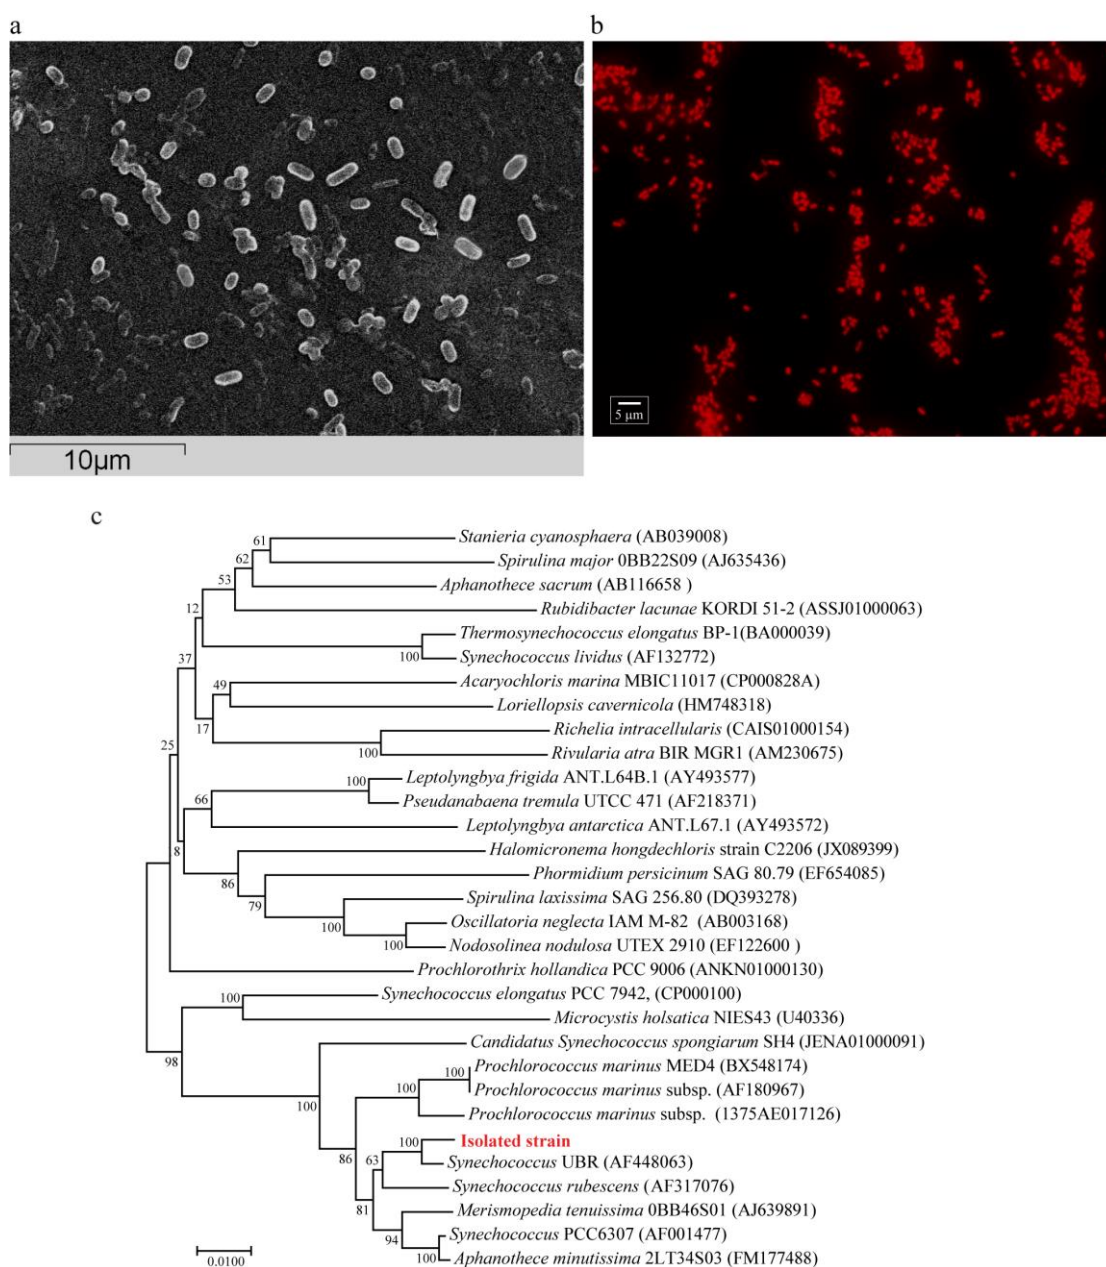 a
b
10μm
5 μm
c
61
Stanieria cyanosphaera (AB039008)
62
Spirulina major 0BB22S09 (AJ635436)
53
Aphanothece sacrum (AB116658 )
12
Rubidibacter lacunae KORDI 51-2 (ASSJ01000063)
Thermosynechococcus elongatus BP-1(BA000039)
100
Synechococcus lividus (AF132772)
37
49
Acaryochloris marina MBIC11017 (CP000828A)
Loriellopsis cavernicola (HM748318)
17
Richelia intracellularis (CAIS01000154)
25
100
Rivularia atra BIR MGR1 (AM230675)
100
Leptolyngbya frigida ANT.L64B.1 (AY493577)
66
Pseudanabaena tremula UTCC 471 (AF218371)
Leptolyngbya antarctica ANT.L67.1 (AY493572)
8
Halomicronema hongdechloris strain C2206 (JX089399)
86
Phormidium persicinum SAG 80.79 (EF654085)
79
Spirulina laxissima SAG 256.80 (DQ393278)
100
Oscillatoria neglecta IAM M-82 (AB003168)
100
Nodosolinea nodulosa UTEX 2910 (EF122600 )
Prochlorothrix hollandica PCC 9006 (ANKN01000130)
100
Synechococcus elongatus PCC 7942, (CP000100)
Microcystis holsatica NIES43 (U40336)
98
Candidatus Synechococcus spongiarum SH4 (JENA01000091)
100
100
Prochlorococcus marinus MED4 (BX548174)
100
Prochlorococcus marinus subsp. (AF180967)
Prochlorococcus marinus subsp. (1375AE017126)
86
100
Isolated strain
63
Synechococcus UBR (AF448063)
Synechococcus rubescens (AF317076)
81
Merismopedia tenuissima 0BB46S01 (AJ639891)
94
Synechococcus PCC6307 (AF001477)
100
Aphanothece minutissima 2LT34S03 (FM177488)
0.0100